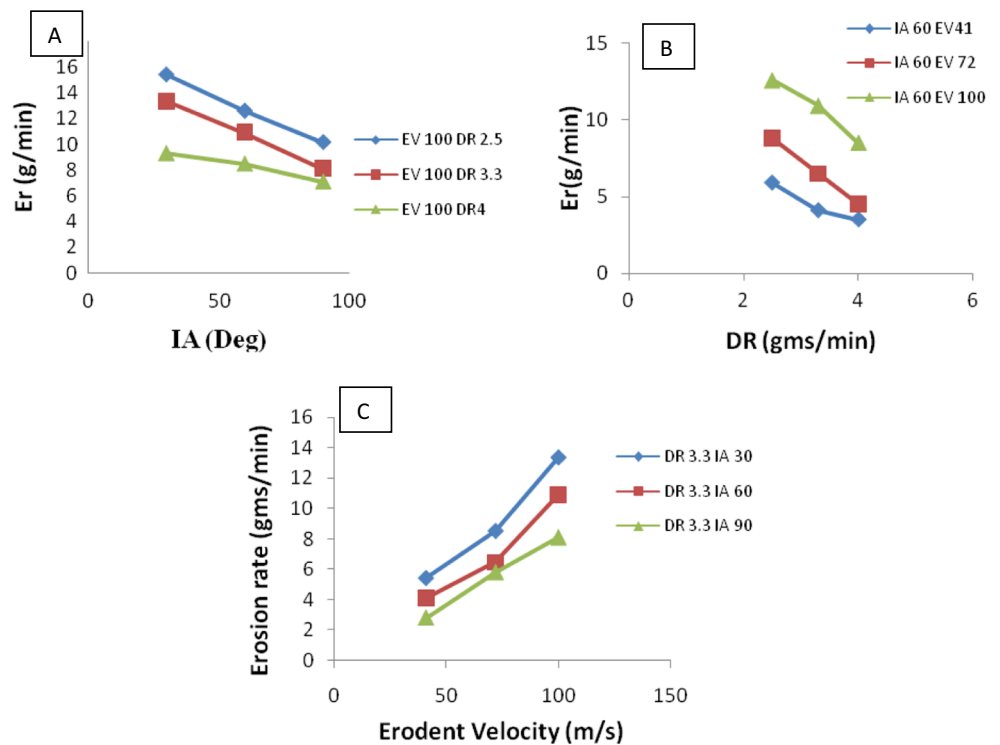 A
Er (g/min)
16
14
12
10
8
6
4
2
0
0
50
100
IA (Deg)
EV 100 DR 2.5
EV 100 DR 3.3
EV 100 DR4
B
Er(g/min)
15
10
5
0
0
2
4
6
DR (gms/min)
IA 60 EV41
IA 60 EV 72
IA 60 EV 100
C
Erosion rate (gms/min)
16
14
12
10
8
6
4
2
0
0
50
100
150
Erodent Velocity (m/s)
DR 3.3 IA 30
DR 3.3 IA 60
DR 3.3 IA 90